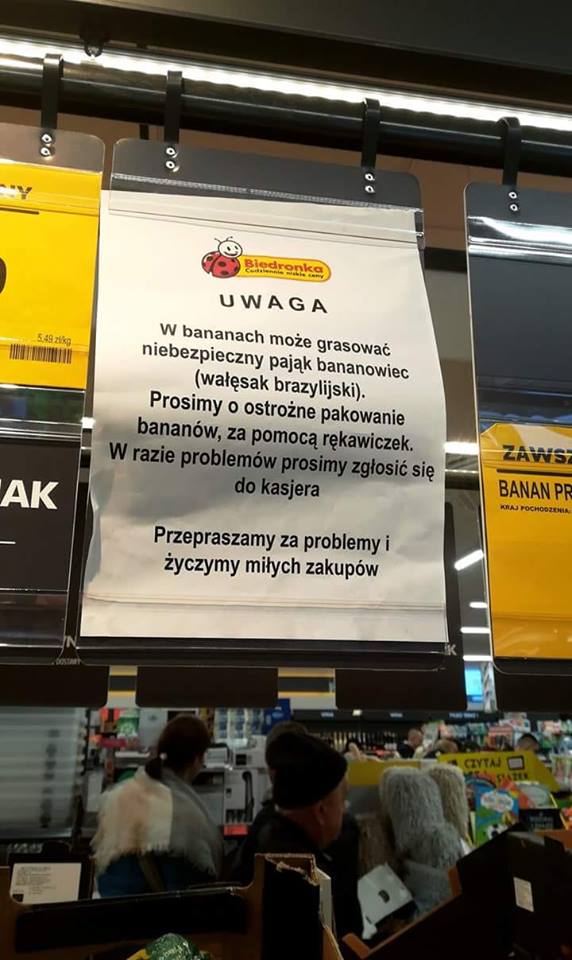 NY
5,49 zł/kg
AK
Biedronka
Codziennie niskie ceny
UWAGA
W bananach może grasować
niebezpieczny pająk bananowiec
(wałęsak brazylijski).
Prosimy o ostrożne pakowanie
bananów, za pomocą rękawiczek.
W razie problemów prosimy zgłosić się
do kasjera
Przepraszamy za problemy i
życzymy miłych zakupów
ZAWSZ
BANAN PR
KRAJ POCHODZENIA:
K
CZYTAJ